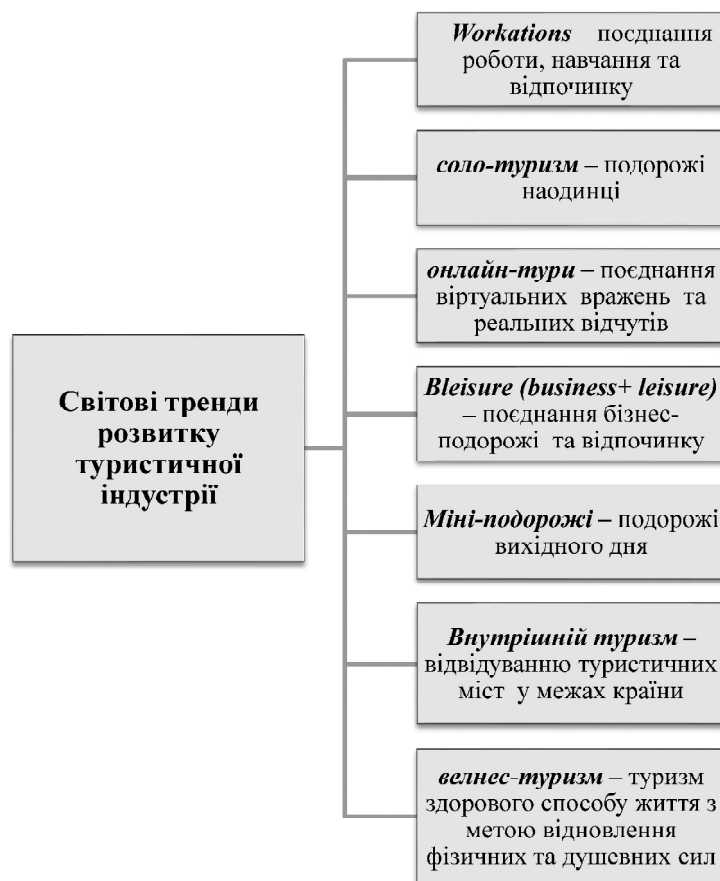 Світові тренди
розвитку
туристичної
індустрії
Workations поєднання
роботи, навчання та
відпочинку
соло-туризм – подорожі
наодинці
онлайн-тури – поєднання
віртуальних вражень та
реальних відчутів
Bleisure (business+ leisure)
– поєднання бізнес-
подорожі та відпочинку
Міні-подорожі – подорожі
вихідного дня
Внутрішній туризм –
відвідуванню туристичних
міст у межах країни
велнес-туризм – туризм
здорового способу життя з
метою відновлення
фізичних та душевних сил